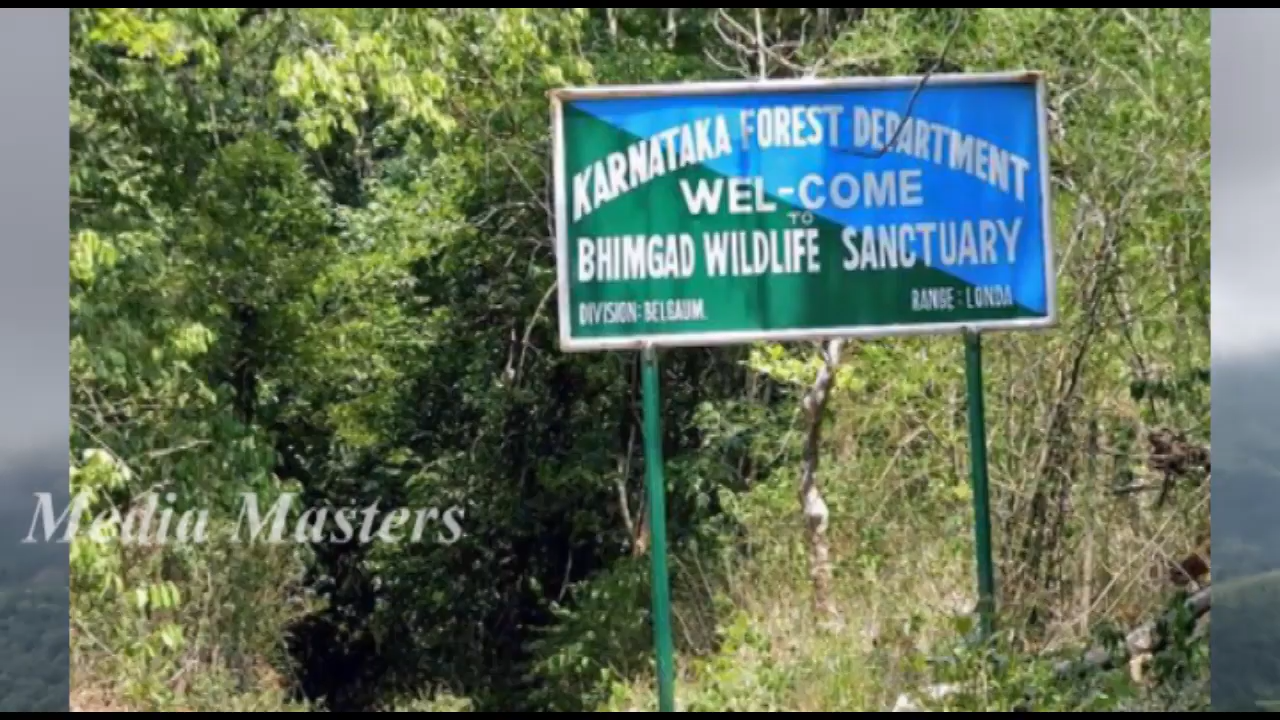 KARNATAKA FOREST DEPARTMENT
WEL-COME
TO
BHIMGAD WILDLIFE SANCTUARY
DIVISION: BELGAUM.
RANGE: LONDA
Media Masters